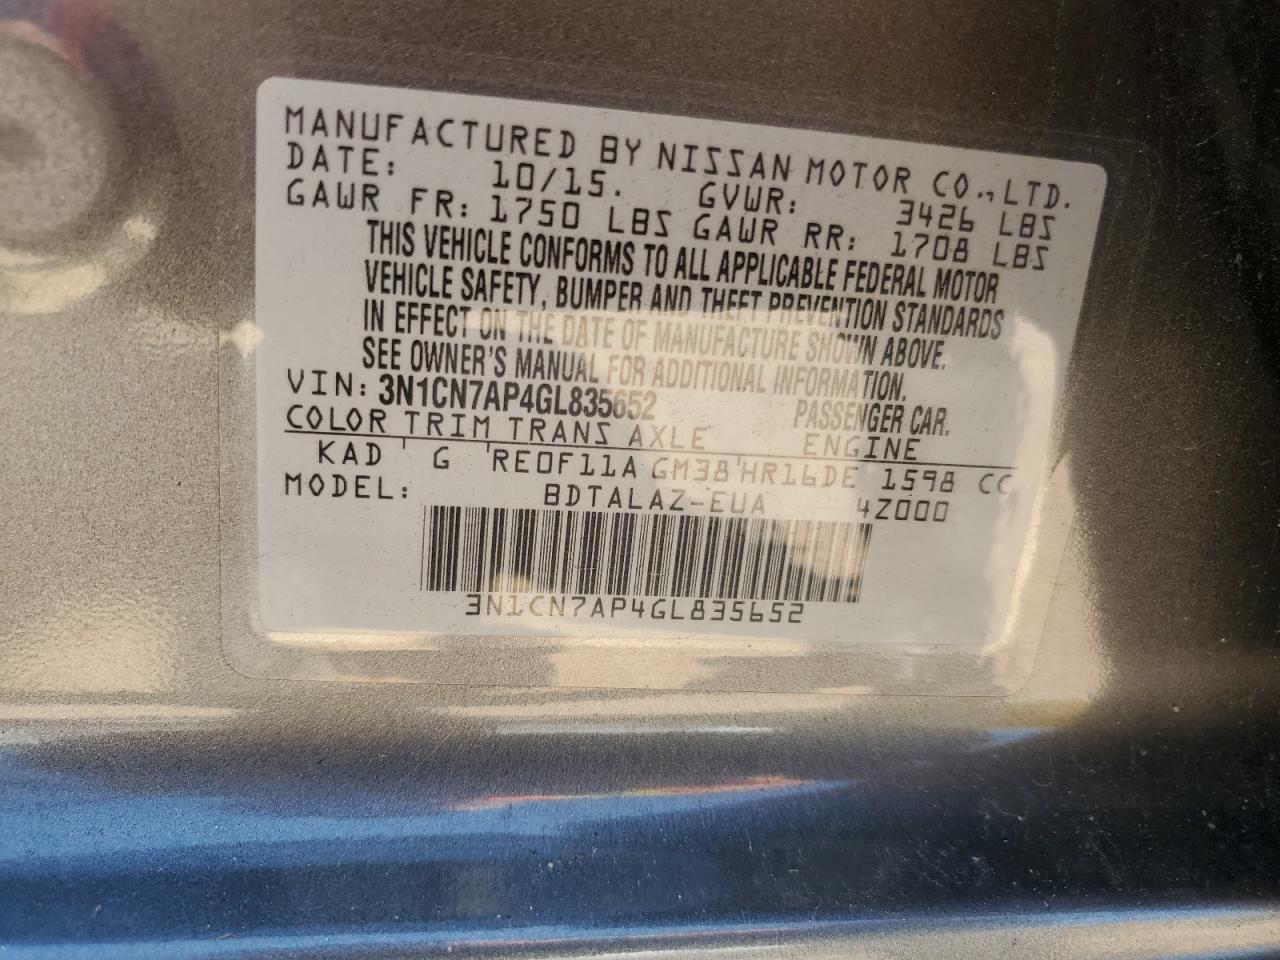 MANUFACTURED BY NISSAN MOTOR CO., LTD.
DATE: 10/15. GVWR: 3426 LBS
GAWR FR: 1750 LBS GAWR RR: 1708 LBS
THIS VEHICLE CONFORMS TO ALL APPLICABLE FEDERAL MOTOR
VEHICLE SAFETY, BUMPER AND THEFT PREVENTION STANDARDS
IN EFFECT ON THE DATE OF MANUFACTURE SHOWN ABOVE.
SEE OWNER'S MANUAL FOR ADDITIONAL INFORMATION.
VIN: 3N1CN7AP4GL835652 PASSENGER CAR.
COLOR TRIM TRANS AXLE ENGINE
KAD ' G 'RE0F11A GM38'HR16DE 1598 CC
MODEL: BDTALAZ-EUA 4Z000
3N1CN7AP4GL835652